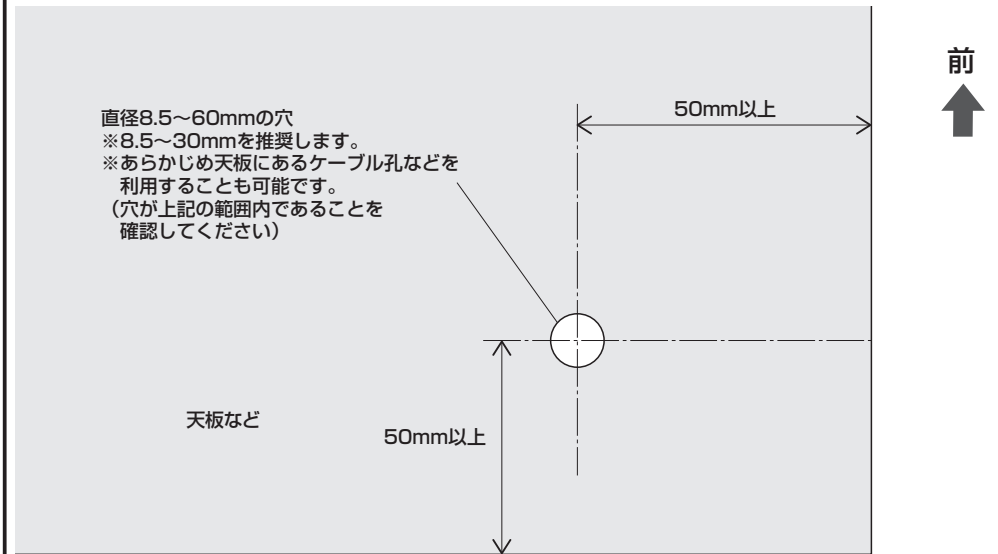 前
50mm以上
直径8.5～60mmの穴
※8.5～30mmを推奨します。
※あらかじめ天板にあるケーブル孔などを
利用することも可能です。
（穴が上記の範囲内であることを
確認してください）
天板など
50mm以上